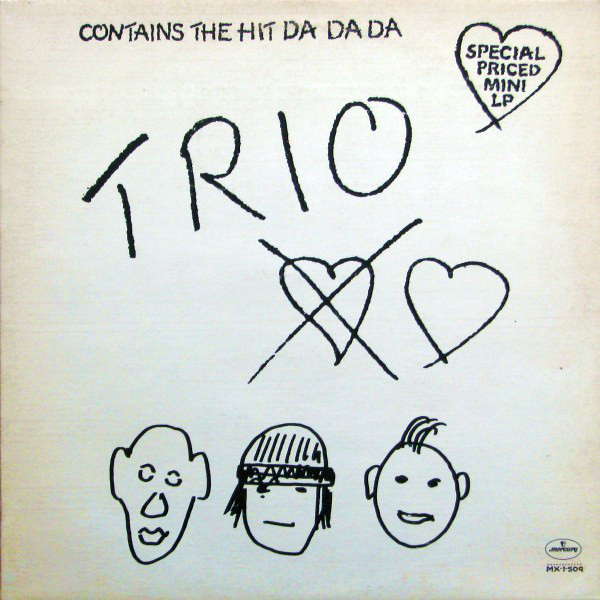 CONTAINS THE HIT DA DA DA
SPECIAL
PRICED
MINI
LP
TRIO
mercury
MX-1-509